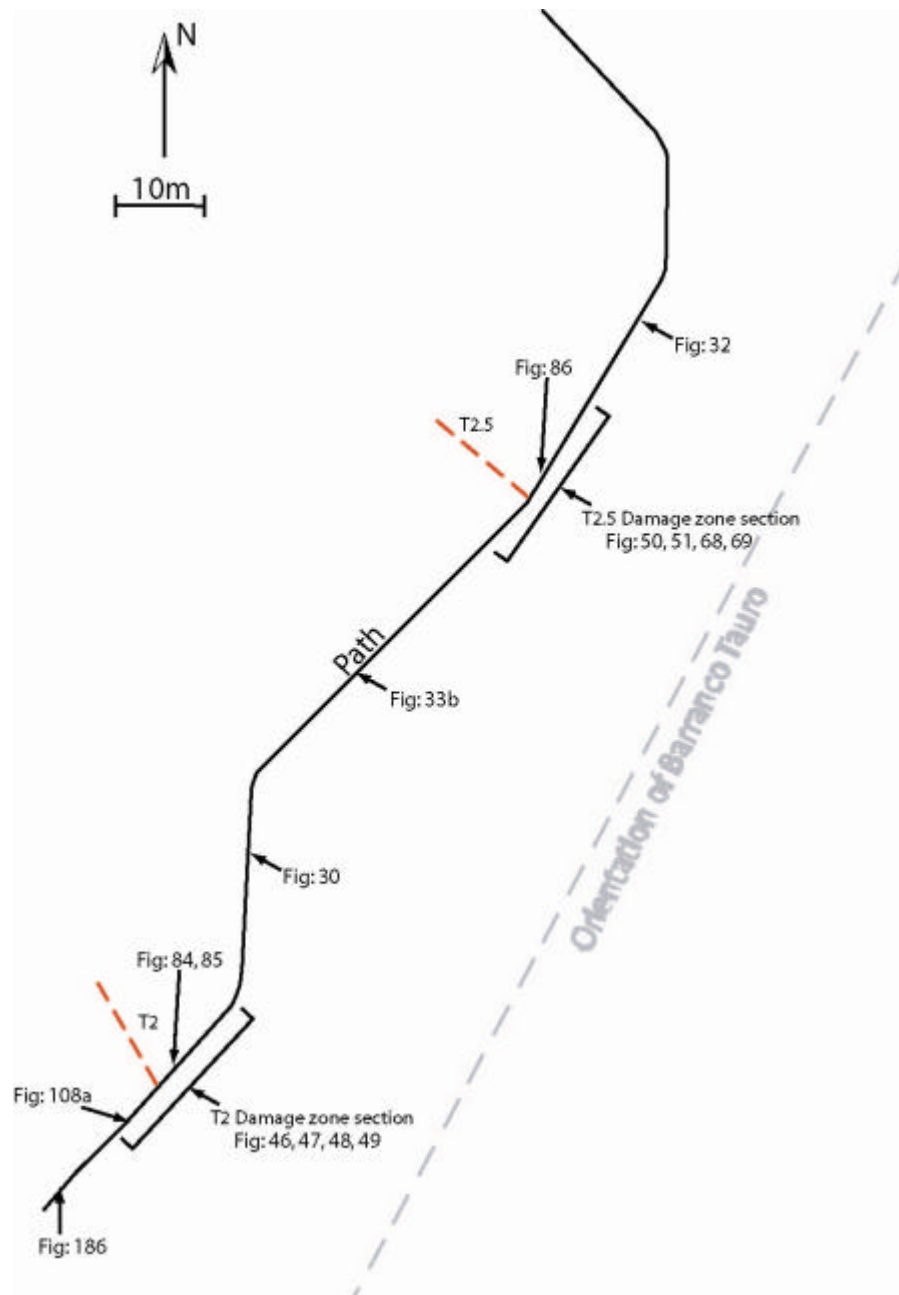 N
10m
Fig: 32
Fig: 86
T2.5
T2.5 Damage zone section
Fig: 50, 51, 68, 69
Path
Fig: 33b
Orientation of Barranco Tauro
Fig: 30
Fig: 84, 85
T2
Fig: 108a
T2 Damage zone section
Fig: 46, 47, 48, 49
Fig: 186